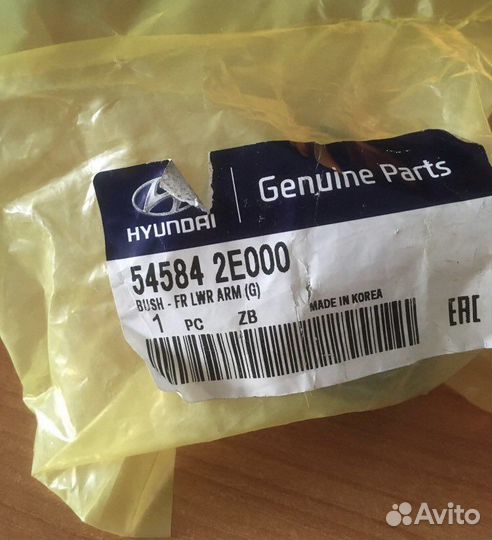 HYUNDAI
Genuine Parts
54584 2E000
BUSH - FR LWR ARM (G)
1 PC ZB
MADE IN KOREA
EAC
Avito